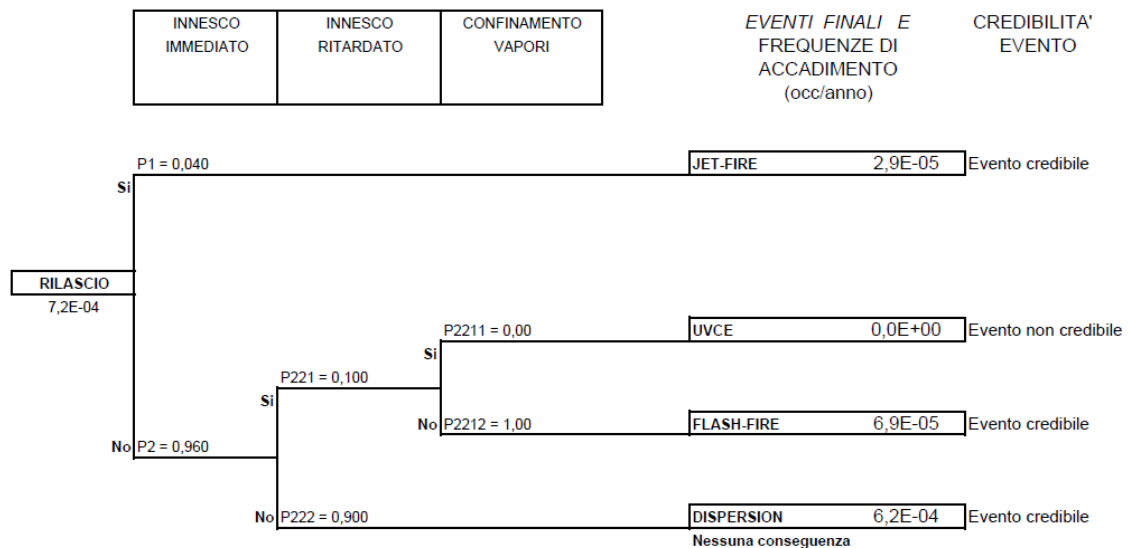 INNESCO
IMMEDIATO
INNESCO
RITARDATO
CONFINAMENTO
VAPORI
EVENTI FINALI E
FREQUENZE DI
ACCADIMENTO
(occ/anno)
CREDIBILITA'
EVENTO
P1 = 0,040
Si
JET-FIRE 2,9E-05 Evento credibile
RILASCIO
7,2E-04
P2211 = 0,00
Si
UVCE 0,0E+00 Evento non credibile
P221 = 0,100
Si
No P2212 = 1,00
FLASH-FIRE 6,9E-05 Evento credibile
No P2 = 0,960
No P222 = 0,900
DISPERSION 6,2E-04 Evento credibile
Nessuna conseguenza